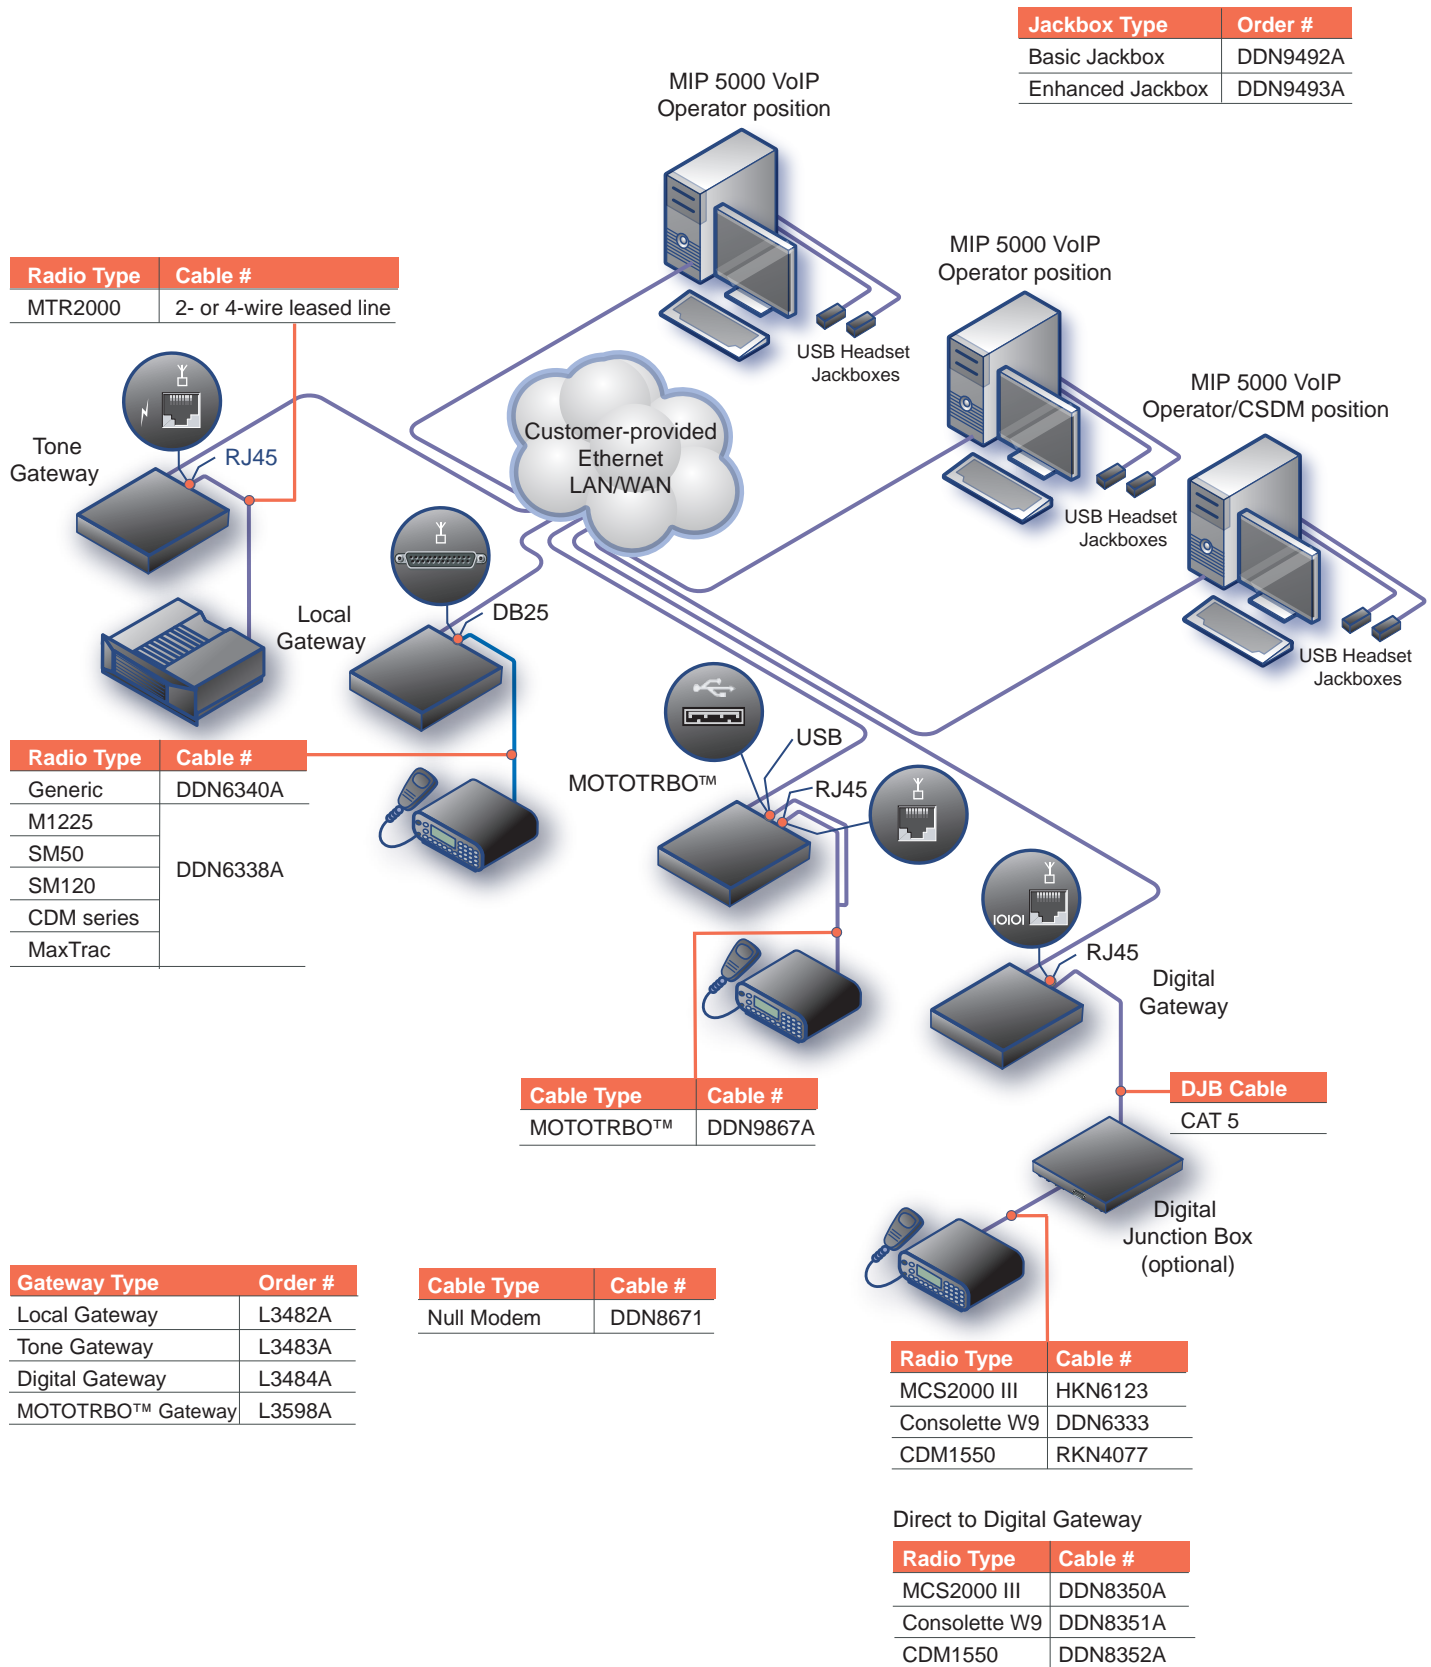 Jackbox Type Order #
Basic Jackbox DDN9492A
Enhanced Jackbox DDN9493A
MIP 5000 VoIP
Operator position
USB Headset
Jackboxes
MIP 5000 VoIP
Operator position
USB Headset
Jackboxes
MIP 5000 VoIP
Operator/CSDM position
USB Headset
Jackboxes
Radio Type Cable #
MTR2000 2- or 4-wire leased line
Tone
Gateway
RJ45
Customer-provided
Ethernet
LAN/WAN
Local
Gateway
DB25
Radio Type Cable #
Generic DDN6340A
M1225
SM50
SM120
CDM series
MaxTrac
DDN6338A
MOTOTRBO™
USB
RJ45
Cable Type Cable #
MOTOTRBO™ DDN9867A
IOIOI
RJ45
Digital
Gateway
DJB Cable
CAT 5
Digital
Junction Box
(optional)
Gateway Type Order #
Local Gateway L3482A
Tone Gateway L3483A
Digital Gateway L3484A
MOTOTRBO™ Gateway L3598A
Cable Type Cable #
Null Modem DDN8671
Radio Type Cable #
MCS2000 III HKN6123
Consolette W9 DDN6333
CDM1550 RKN4077
Direct to Digital Gateway
Radio Type Cable #
MCS2000 III DDN8350A
Consolette W9 DDN8351A
CDM1550 DDN8352A